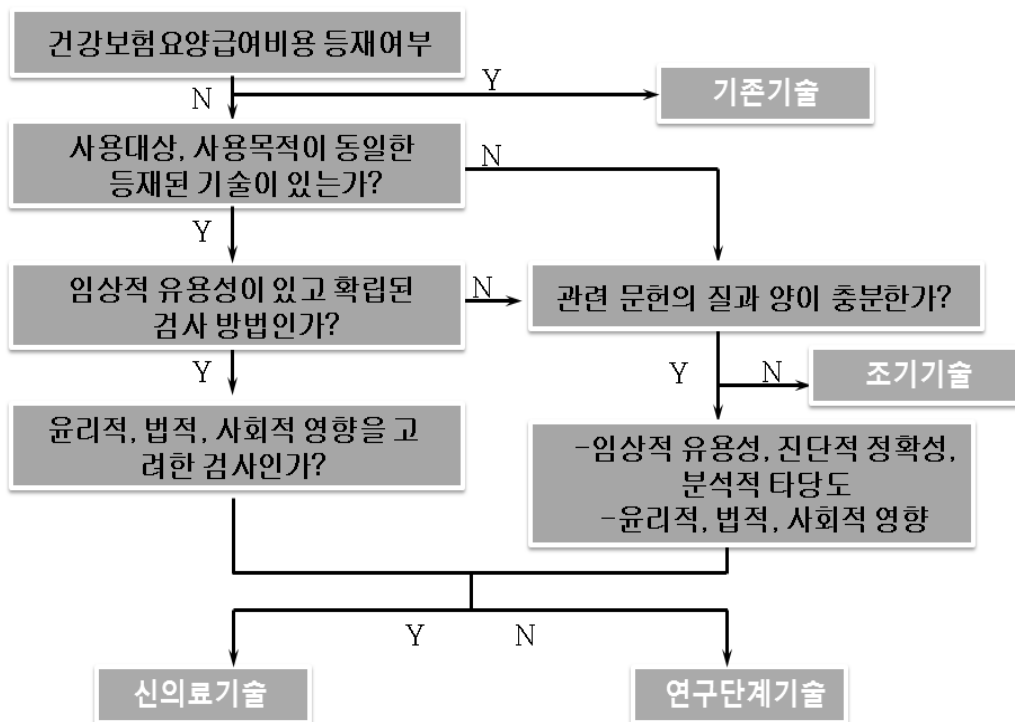 건강보험요양급여비용 등재여부
Y
N
기존기술
사용대상, 사용목적이 동일한
등재된 기술이 있는가?
N
Y
임상적 유용성이 있고 확립된
검사 방법인가?
N
관련 문헌의 질과 양이 충분한가?
Y
Y
N
조기기술
윤리적, 법적, 사회적 영향을 고
려한 검사인가?
-임상적 유용성, 진단적 정확성,
분석적 타당도
-윤리적, 법적, 사회적 영향
Y
N
신의료기술
연구단계기술